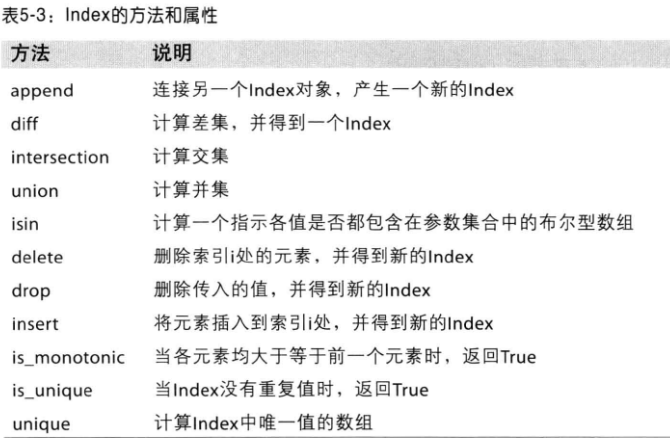 表5-3：Index的方法和属性
方法 说明
append 连接另一个Index对象，产生一个新的Index
diff 计算差集，并得到一个Index
intersection 计算交集
union 计算并集
isin 计算一个指示各值是否都包含在参数集合中的布尔型数组
delete 删除索引i处的元素，并得到新的Index
drop 删除传入的值，并得到新的Index
insert 将元素插入到索引i处，并得到新的Index
is_monotonic 当各元素均大于等于前一个元素时，返回True
is_unique 当Index没有重复值时，返回True
unique 计算Index中唯一值的数组